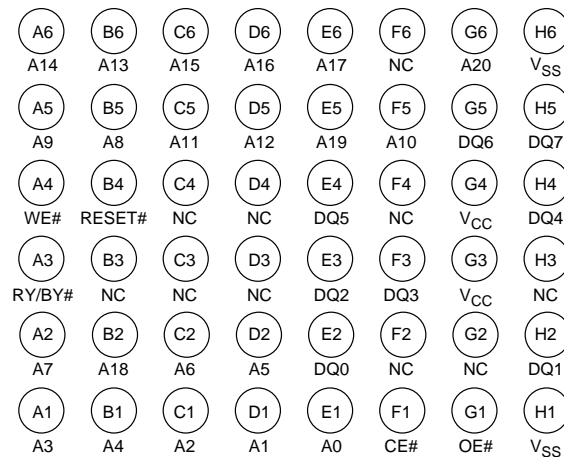 A6 B6 C6 D6 E6 F6 G6 H6
A14 A13 A15 A16 A17 NC A20 VSS
A5 B5 C5 D5 E5 F5 G5 H5
A9 A8 A11 A12 A19 A10 DQ6 DQ7
A4 B4 C4 D4 E4 F4 G4 H4
WE# RESET# NC NC DQ5 NC VCC DQ4
A3 B3 C3 D3 E3 F3 G3 H3
RY/BY# NC NC NC DQ2 DQ3 VCC NC
A2 B2 C2 D2 E2 F2 G2 H2
A7 A18 A6 A5 DQ0 NC NC DQ1
A1 B1 C1 D1 E1 F1 G1 H1
A3 A4 A2 A1 A0 CE# OE# VSS